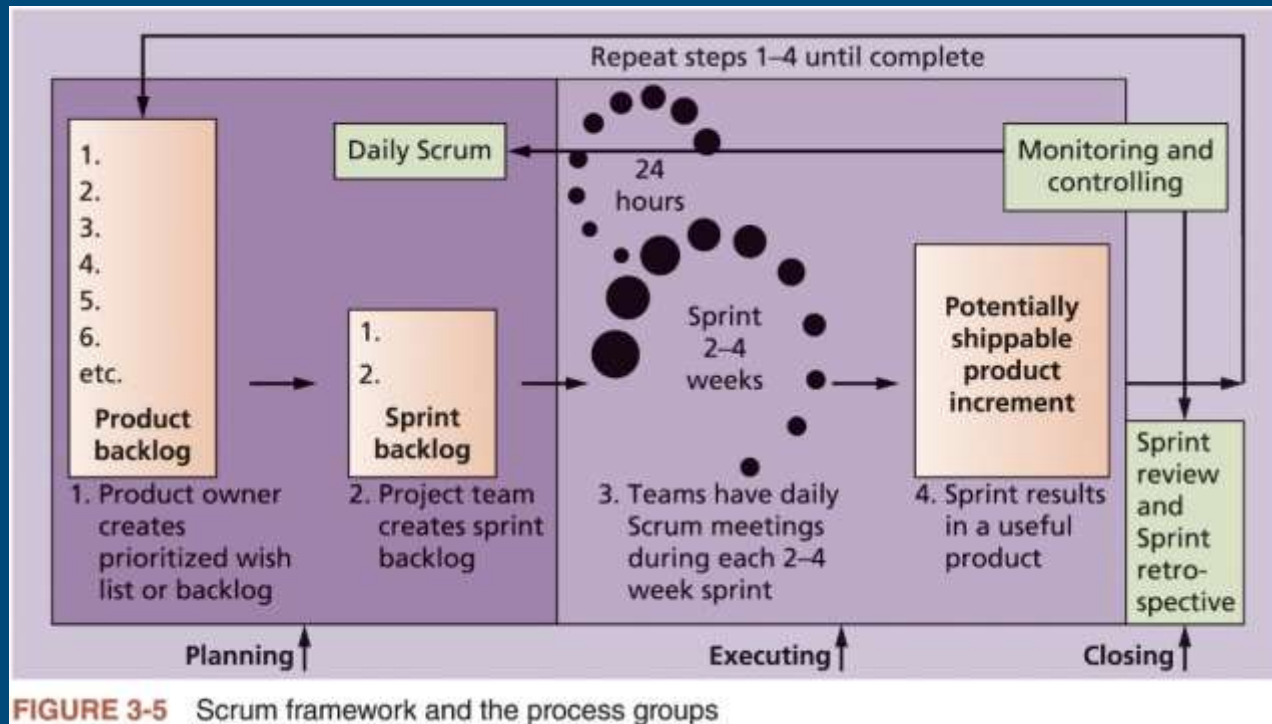 Repeat steps 1–4 until complete
1.
2.
3.
4.
5.
6.
etc.
Product
backlog
1. Product owner
creates
prioritized wish
list or backlog
Daily Scrum
1.
2.
Sprint
backlog
2. Project team
creates sprint
backlog
24
hours
Sprint
2–4
weeks
3. Teams have daily
Scrum meetings
during each 2–4
week sprint
Monitoring and
controlling
Potentially
shippable
product
increment
4. Sprint results
in a useful
product
Sprint
review
and
Sprint
retro-
spective
Planning
Executing
Closing
FIGURE 3-5 Scrum framework and the process groups